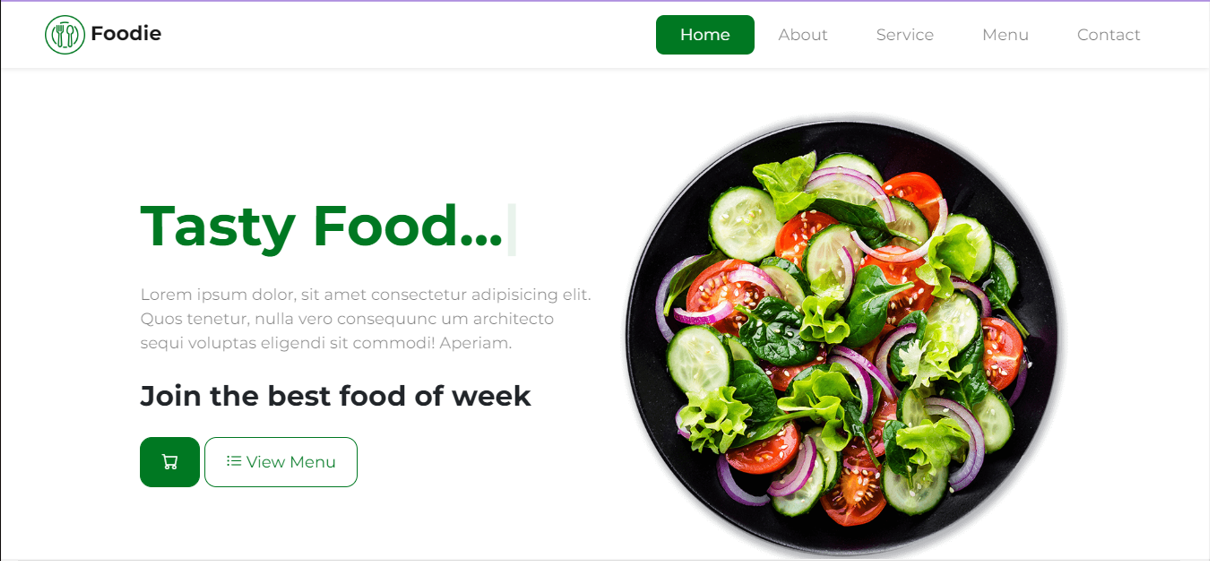 Foodie
Home About Service Menu Contact
Tasty Food...
Lorem ipsum dolor, sit amet consectetur adipisicing elit.
Quos tenetur, nulla vero consequunc um architecto
sequi voluptas eligendi sit commodi! Aperiam.
Join the best food of week
View Menu